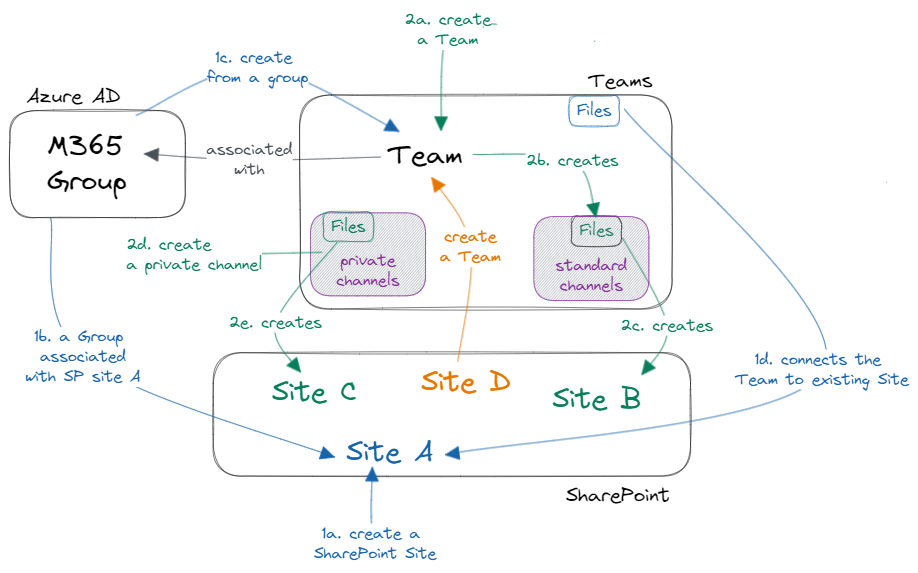 2a. create
a Team
1c. create
from a group
Azure AD
Teams
Files
M365
Group
associated
with
Team
2b. creates
Files
Files
2d. create
a private channel
private
channels
create
a Team
standard
channels
2e. creates
2c. creates
1b. a Group
associated
with SP site A
1d. connects the
Team to existing Site
Site C
Site D
Site B
Site A
SharePoint
1a. create a
SharePoint Site